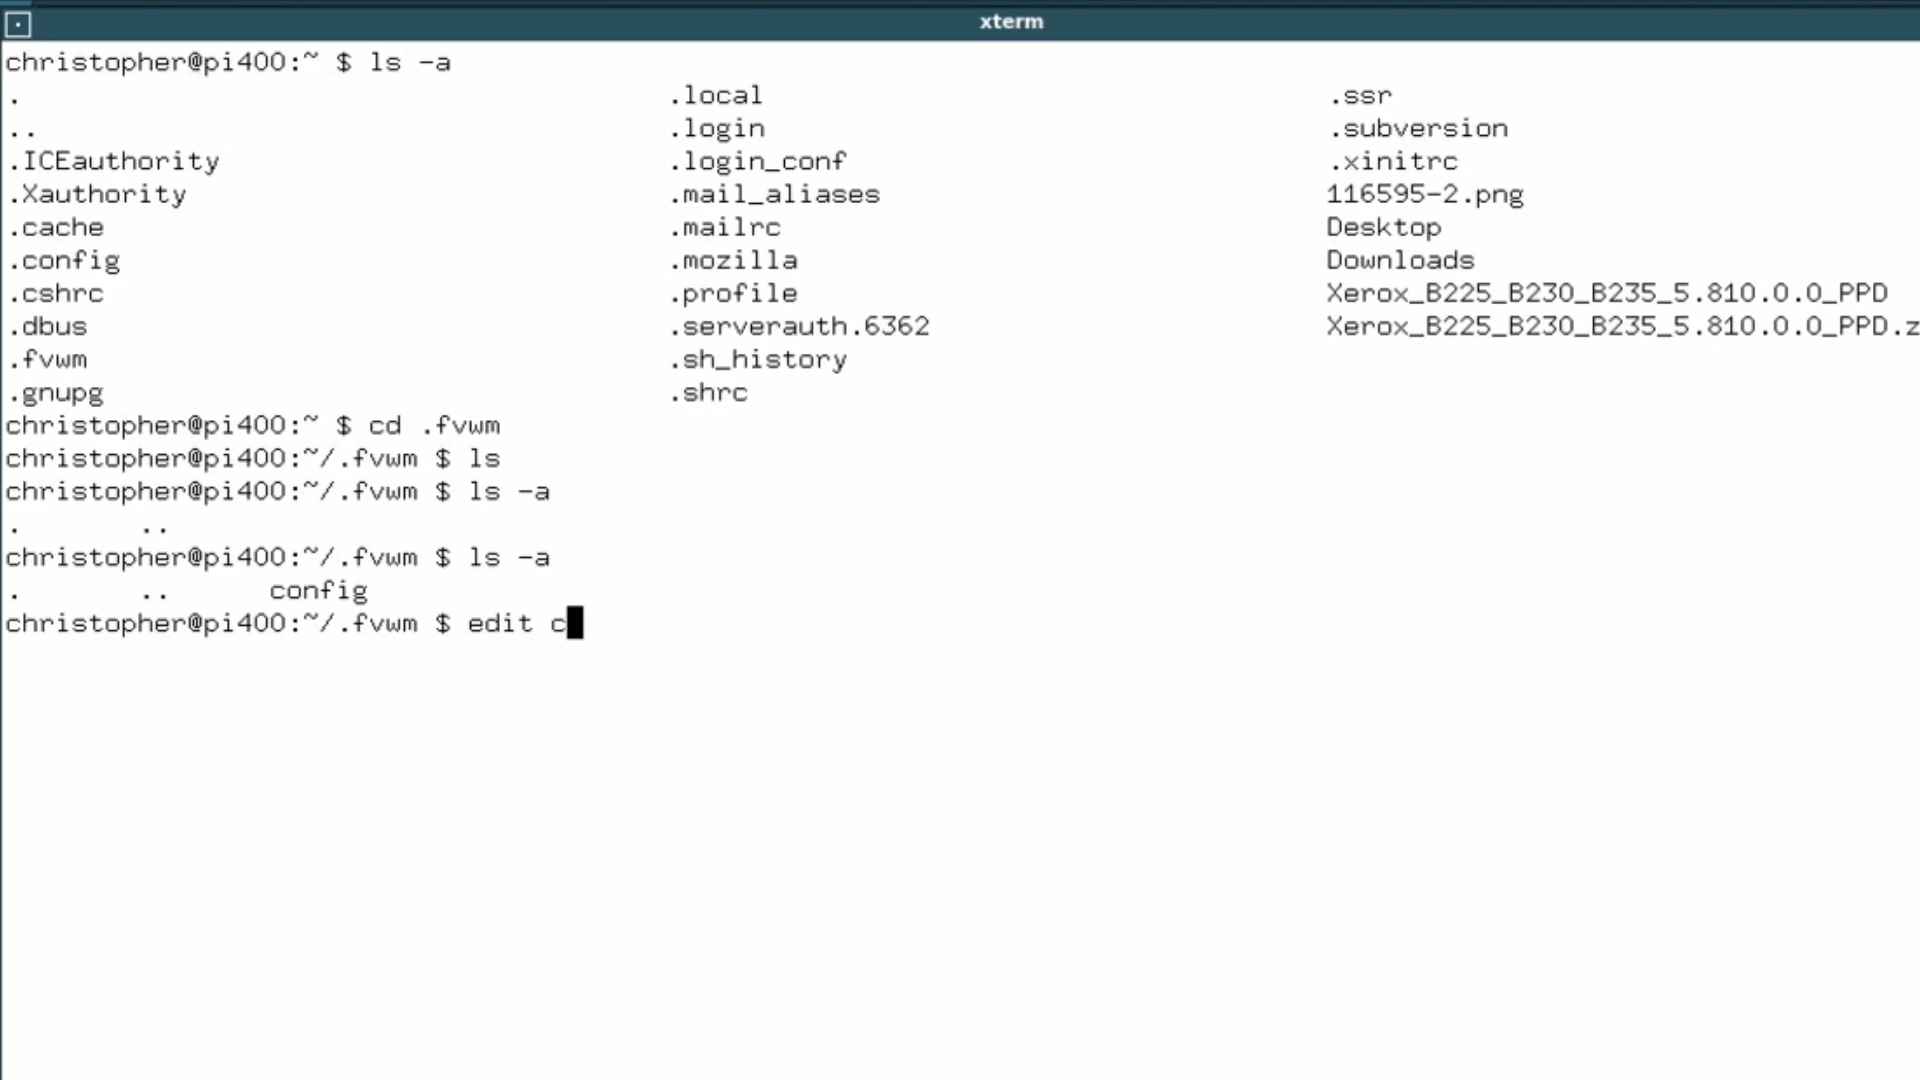 xterm
christopher@pi400:~ $ ls -a
. .local .ssr
.. .login .subversion
.ICEauthority .login_conf .xinitrc
.Xauthority .mail_aliases 116595-2.png
.cache .mailrc Desktop
.config .mozilla Downloads
.cshrc .profile Xerox_B225_B230_B235_5.810.0.0_PPD
.dbus .serverauth.6362 Xerox_B225_B230_B235_5.810.0.0_PPD.z
.fvwm .sh_history
.gnupg .shrc
christopher@pi400:~ $ cd .fvwm
christopher@pi400:~/.fvwm $ ls
christopher@pi400:~/.fvwm $ ls -a
. ..
christopher@pi400:~/.fvwm $ ls -a
. .. config
christopher@pi400:~/.fvwm $ edit c